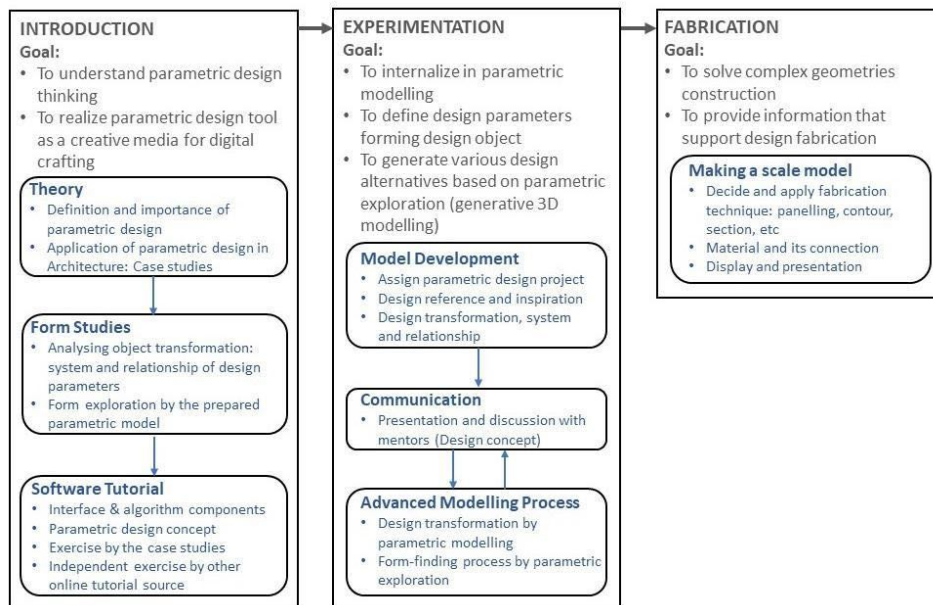 INTRODUCTION
Goal:
• To understand parametric design
thinking
• To realize parametric design tool
as a creative media for digital
crafting
Theory
• Definition and importance of
parametric design
• Application of parametric design in
Architecture: Case studies
Form Studies
• Analysing object transformation:
system and relationship of design
parameters
• Form exploration by the prepared
parametric model
Software Tutorial
• Interface & algorithm components
• Parametric design concept
• Exercise by the case studies
• Independent exercise by other
online tutorial source
EXPERIMENTATION
Goal:
• To internalize in parametric
modelling
• To define design parameters
forming design object
• To generate various design
alternatives based on parametric
exploration (generative 3D
modelling)
Model Development
• Assign parametric design project
• Design reference and inspiration
• Design transformation, system
and relationship
Communication
• Presentation and discussion with
mentors (Design concept)
Advanced Modelling Process
• Design transformation by
parametric modelling
• Form-finding process by parametric
exploration
FABRICATION
Goal:
• To solve complex geometries
construction
• To provide information that
support design fabrication
Making a scale model
• Decide and apply fabrication
technique: panelling, contour,
section, etc
• Material and its connection
• Display and presentation